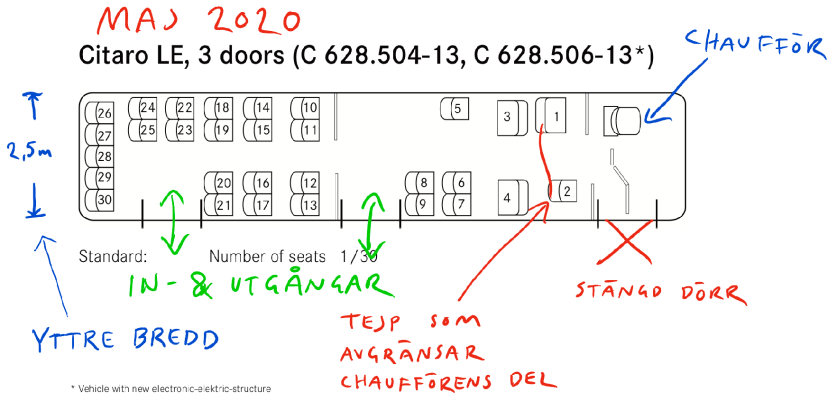 MAJ 2020
Citaro LE, 3 doors (C 628.504-13, C 628.506-13*)
CHAUFFÖR
26 24 22 18 14 10 5 3 1
27 25 23 19 15 11
2,5m
28
29 20 16 12 8 6 4 2
30 21 17 13 9 7
Standard: Number of seats 1/30
IN- & UTGÅNGAR
STÄNGD DÖRR
YTTRE BREDD
TEJP SOM
AVGRÄNSAR
CHAUFFÖRENS DEL
* Vehicle with new electronic-elektric-structure